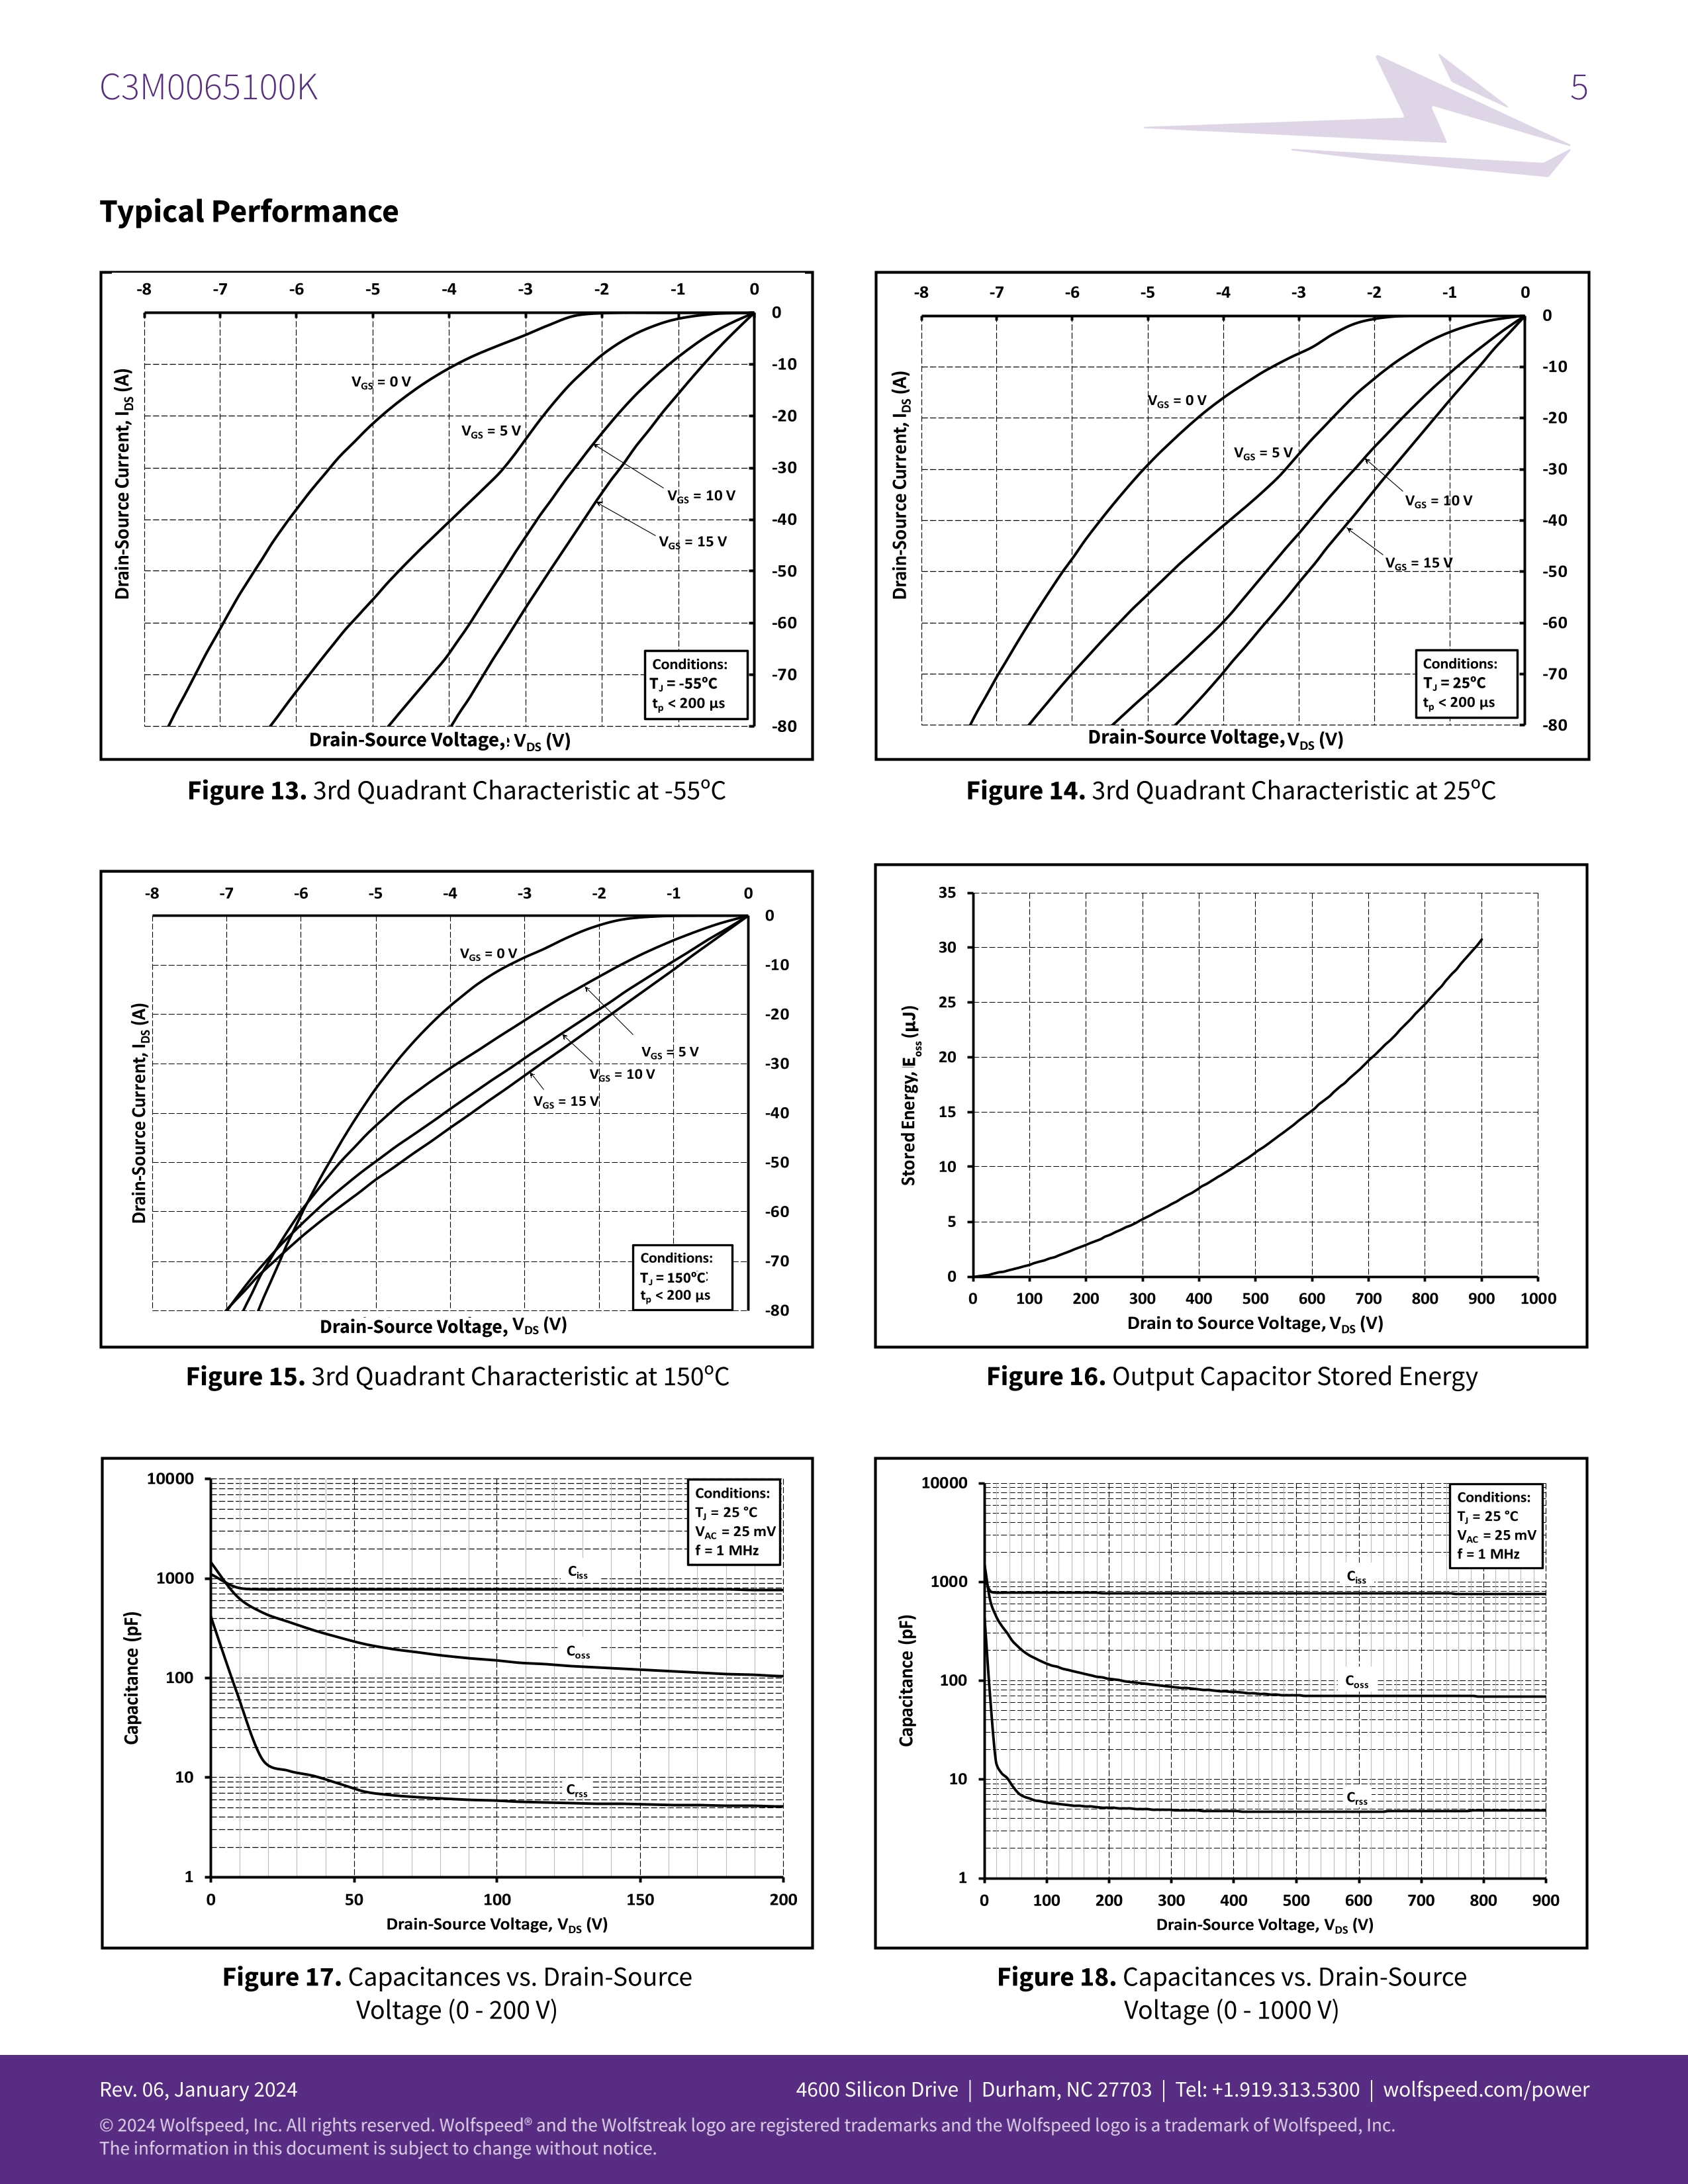 C3M0065100K
5
Typical Performance
-8 -7 -6 -5 -4 -3 -2 -1 0
0
-10
-20
-30
-40
-50
-60
-70
-80
Drain-Source Current, IDS (A)
VGS = 0 V
VGS = 5 V
VGS = 10 V
VGS = 15 V
Conditions:
TJ = -55°C
tp < 200 µs
Drain-Source Voltage, VDS (V)
Figure 13. 3rd Quadrant Characteristic at -55ºC
-8 -7 -6 -5 -4 -3 -2 -1 0
0
-10
-20
-30
-40
-50
-60
-70
-80
Drain-Source Current, IDS (A)
VGS = 0 V
VGS = 5 V
VGS = 10 V
VGS = 15 V
Conditions:
TJ = 25°C
tp < 200 µs
Drain-Source Voltage, VDS (V)
Figure 14. 3rd Quadrant Characteristic at 25ºC
-8 -7 -6 -5 -4 -3 -2 -1 0
0
-10
-20
-30
-40
-50
-60
-70
-80
Drain-Source Current, IDS (A)
VGS = 0 V
VGS = 5 V
VGS = 10 V
VGS = 15 V
Conditions:
TJ = 150°C
tp < 200 µs
Drain-Source Voltage, VDS (V)
Figure 15. 3rd Quadrant Characteristic at 150ºC
35
30
25
20
15
10
5
0
Stored Energy, Eoss (µJ)
0 100 200 300 400 500 600 700 800 900 1000
Drain to Source Voltage, VDS (V)
Figure 16. Output Capacitor Stored Energy
10000
1000
100
10
1
Capacitance (pF)
Conditions:
TJ = 25 °C
VAC = 25 mV
f = 1 MHz
Ciss
Coss
Crss
0 50 100 150 200
Drain-Source Voltage, VDS (V)
Figure 17. Capacitances vs. Drain-Source
Voltage (0 - 200 V)
10000
1000
100
10
1
Capacitance (pF)
Conditions:
TJ = 25 °C
VAC = 25 mV
f = 1 MHz
Ciss
Coss
Crss
0 100 200 300 400 500 600 700 800 900
Drain-Source Voltage, VDS (V)
Figure 18. Capacitances vs. Drain-Source
Voltage (0 - 1000 V)
Rev. 06, January 2024
4600 Silicon Drive | Durham, NC 27703 | Tel: +1.919.313.5300 | wolfspeed.com/power
© 2024 Wolfspeed, Inc. All rights reserved. Wolfspeed® and the Wolfstreak logo are registered trademarks and the Wolfspeed logo is a trademark of Wolfspeed, Inc.
The information in this document is subject to change without notice.